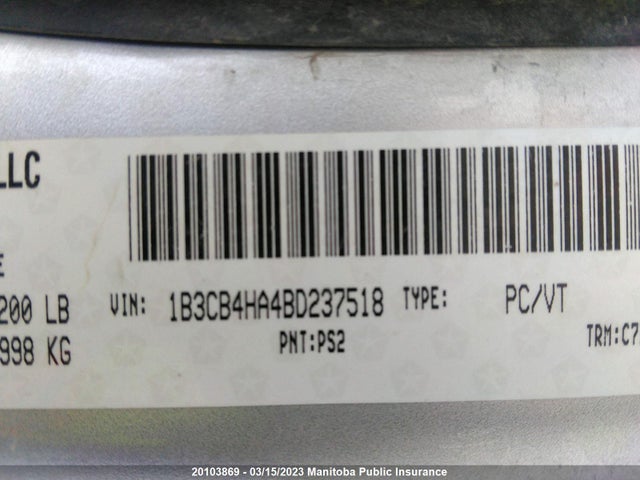 LLC
E
200 LB
998 KG
VIN: 1B3CB4HA4BD237518 TYPE: PC/VT
PNT:PS2
TRM:C7
20103869 - 03/15/2023 Manitoba Public Insurance